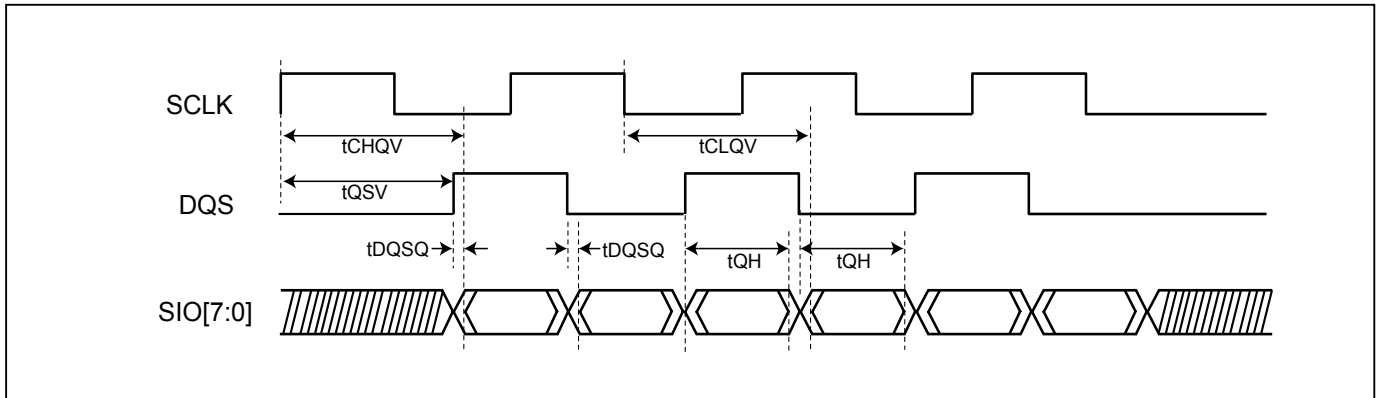 SCLK
tCHQV
tCLQV
tQSV
DQS
tDQSQ
tDQSQ
tQH
tQH
SIO[7:0]